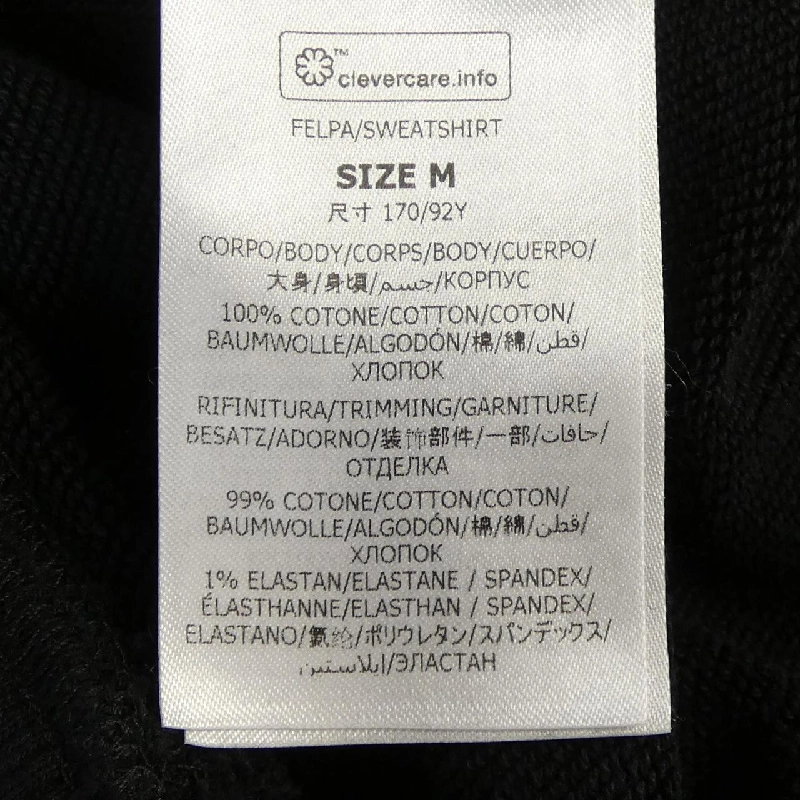 ™
clevercare.info
FELPA/SWEATSHIRT
SIZE M
尺寸 170/92Y
CORPO/BODY/CORPS/BODY/CUERPO/
大身/身頃/جسم/КОРПУС
100% COTONE/COTTON/COTON/
BAUMWOLLE/ALGODÓN/棉/綿/قطن/
ХЛОПОК
RIFINITURA/TRIMMING/GARNITURE/
BESATZ/ADORNO/装饰部件/一部/حافات/
ОТДЕЛКА
99% COTONE/COTTON/COTON/
BAUMWOLLE/ALGODÓN/棉/綿/قطن/
ХЛОПОК
1% ELASTAN/ELASTANE / SPANDEX/
ÉLASTHANNE/ELASTHAN / SPANDEX/
ELASTANO/氨纶/ポリウレタン/スパンデックス/
إيلاستين/ЭЛАСТАН